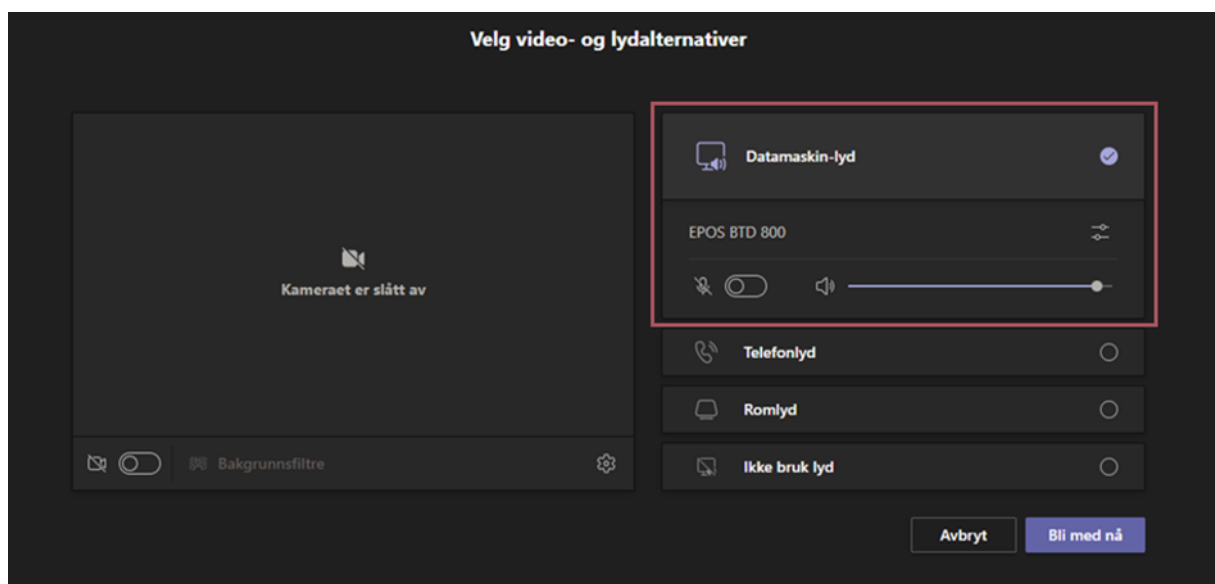 Velg video- og lydalternativer
Kameraet er slått av
Bakgrunnsfiltre
Datamaskin-lyd
EPOS BTD 800
Telefonlyd
Romlyd
Ikke bruk lyd
Avbryt
Bli med nå